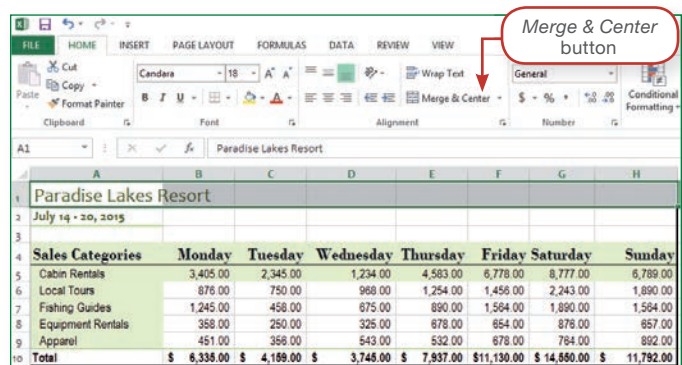 Merge & Center
button
FILE HOME INSERT PAGE LAYOUT FORMULAS DATA REVIEW VIEW
Cut
Copy
Format Painter
Paste
Clipboard
Candara 18 A A
B I U A
Font
Wrap Text
Merge & Center
Alignment
General
$ % ,
Number
Conditional
Formatting
A1 fx Paradise Lakes Resort
A B C D E F G H
1 Paradise Lakes Resort
2 July 14 - 20, 2015
3
4 Sales Categories Monday Tuesday Wednesday Thursday Friday Saturday Sunday
5 Cabin Rentals 3,405.00 2,345.00 1,234.00 4,583.00 6,778.00 8,777.00 6,789.00
6 Local Tours 876.00 750.00 968.00 1,254.00 1,456.00 2,243.00 1,890.00
7 Fishing Guides 1,245.00 458.00 675.00 890.00 1,564.00 1,890.00 1,564.00
8 Equipment Rentals 358.00 250.00 325.00 678.00 654.00 876.00 657.00
9 Apparel 451.00 356.00 543.00 532.00 678.00 764.00 892.00
10 Total $ 6,335.00 $ 4,159.00 $ 3,745.00 $ 7,937.00 $11,130.00 $ 14,550.00 $ 11,792.00